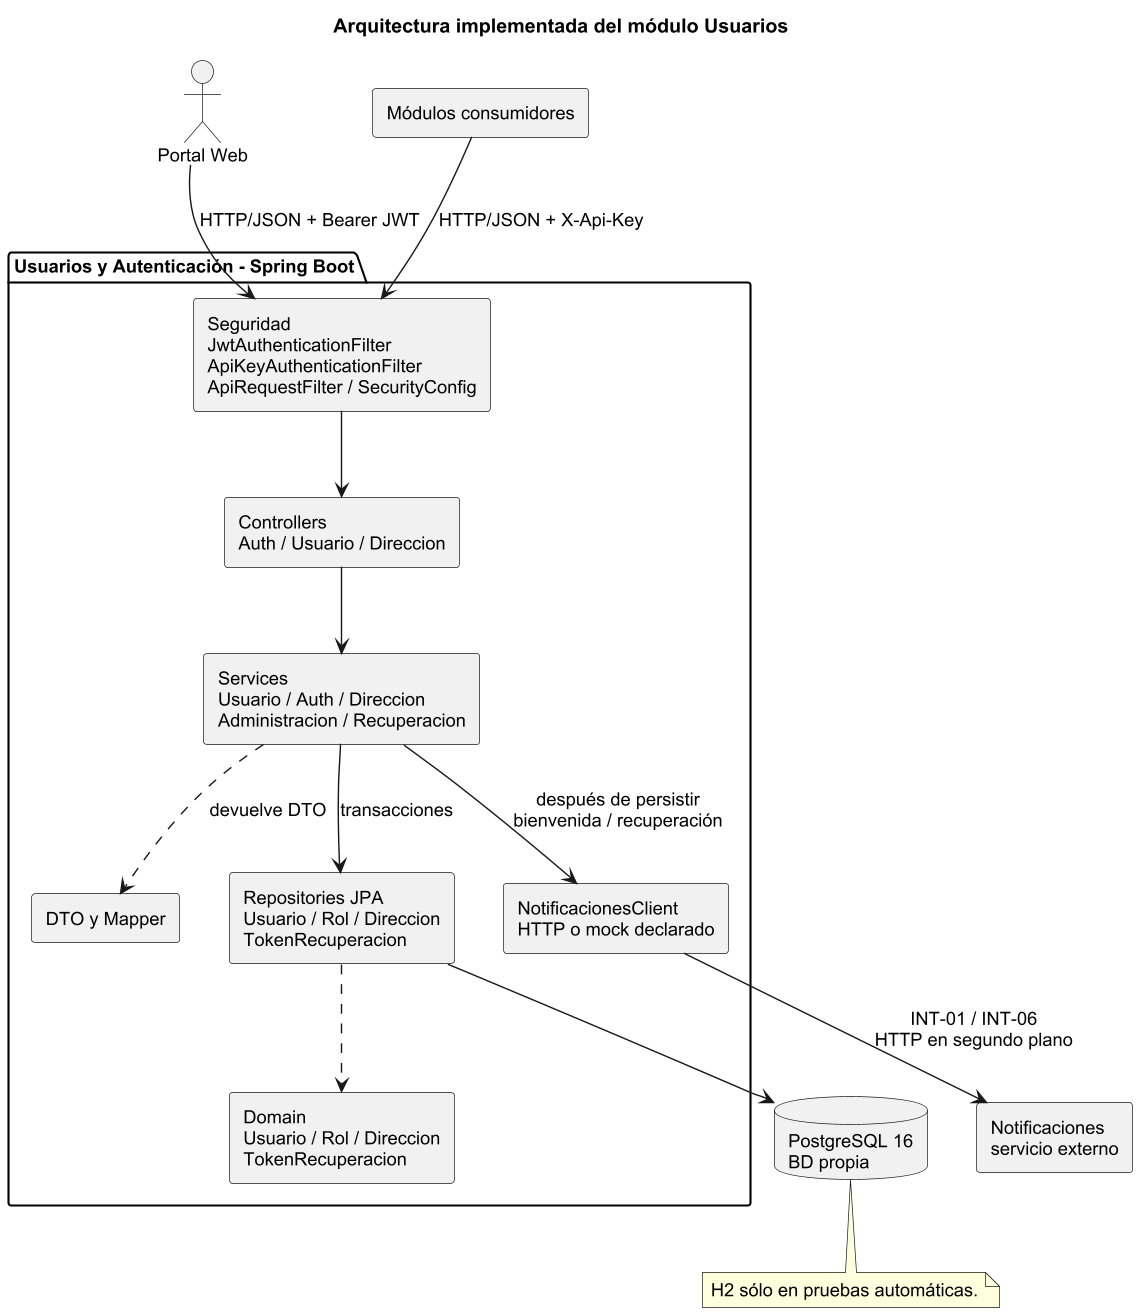 Arquitectura implementada del módulo Usuarios
Portal Web
Módulos consumidores
HTTP/JSON + Bearer JWT
HTTP/JSON + X-Api-Key
Usuarios y Autenticación - Spring Boot
Seguridad
JwtAuthenticationFilter
ApiKeyAuthenticationFilter
ApiRequestFilter / SecurityConfig
Controllers
Auth / Usuario / Direccion
Services
Usuario / Auth / Direccion
Administracion / Recuperacion
devuelve DTO
transacciones
después de persistir
bienvenida / recuperación
DTO y Mapper
Repositories JPA
Usuario / Rol / Direccion
TokenRecuperacion
NotificacionesClient
HTTP o mock declarado
INT-01 / INT-06
HTTP en segundo plano
Domain
Usuario / Rol / Direccion
TokenRecuperacion
PostgreSQL 16
BD propia
Notificaciones
servicio externo
H2 sólo en pruebas automáticas.